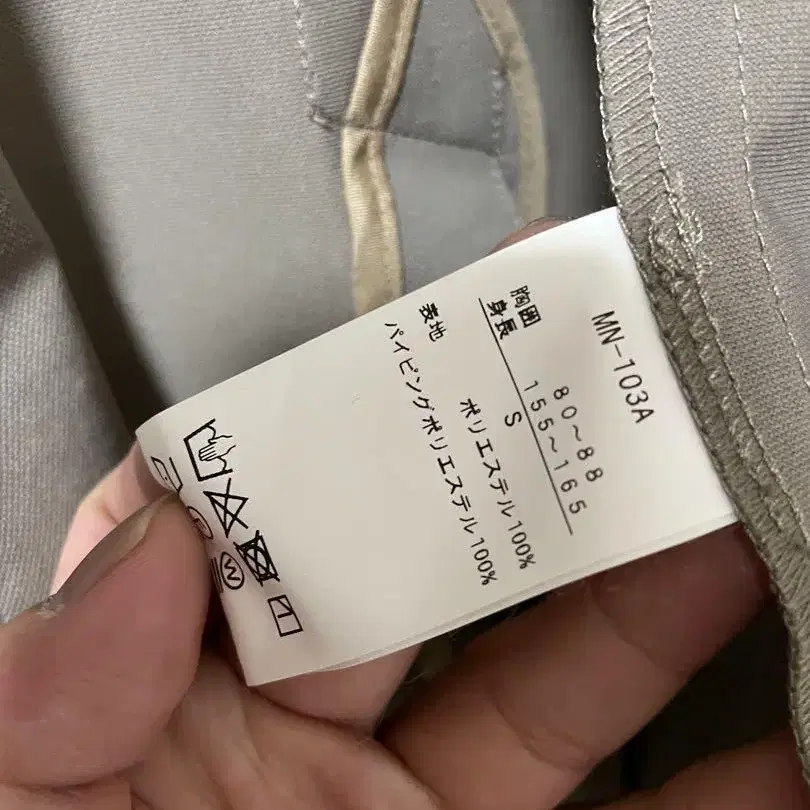 MN-103A
胸囲 80～88
身長 155～165
S
表地 ポリエステル100%
パイピングポリエステル100%
W